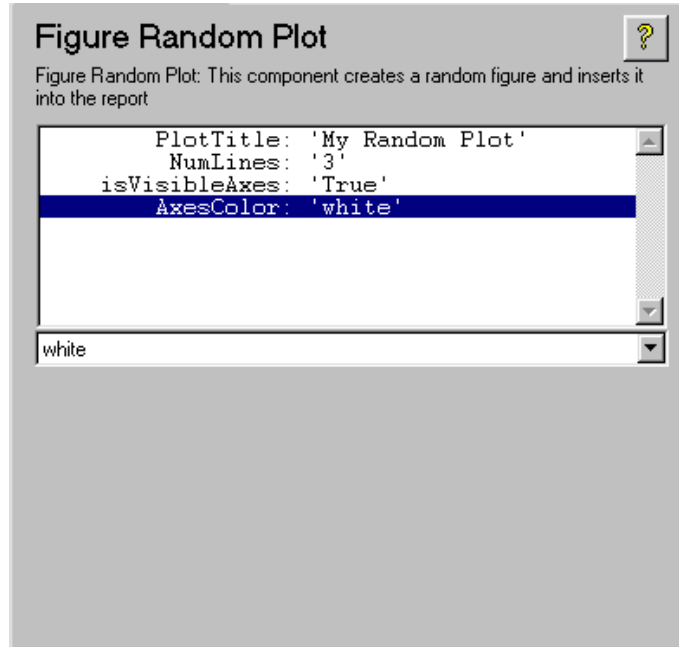 Figure Random Plot
?
Figure Random Plot: This component creates a random figure and inserts it
into the report
PlotTitle: 'My Random Plot'
NumLines: '3'
isVisibleAxes: 'True'
AxesColor: 'white'
white